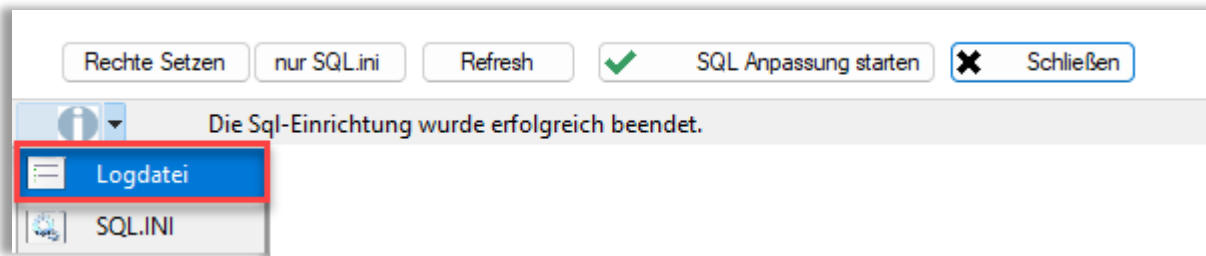 Rechte Setzen nur SQL.ini Refresh SQL Anpassung starten Schließen
Die Sql-Einrichtung wurde erfolgreich beendet.
Logdatei
SQL.INI